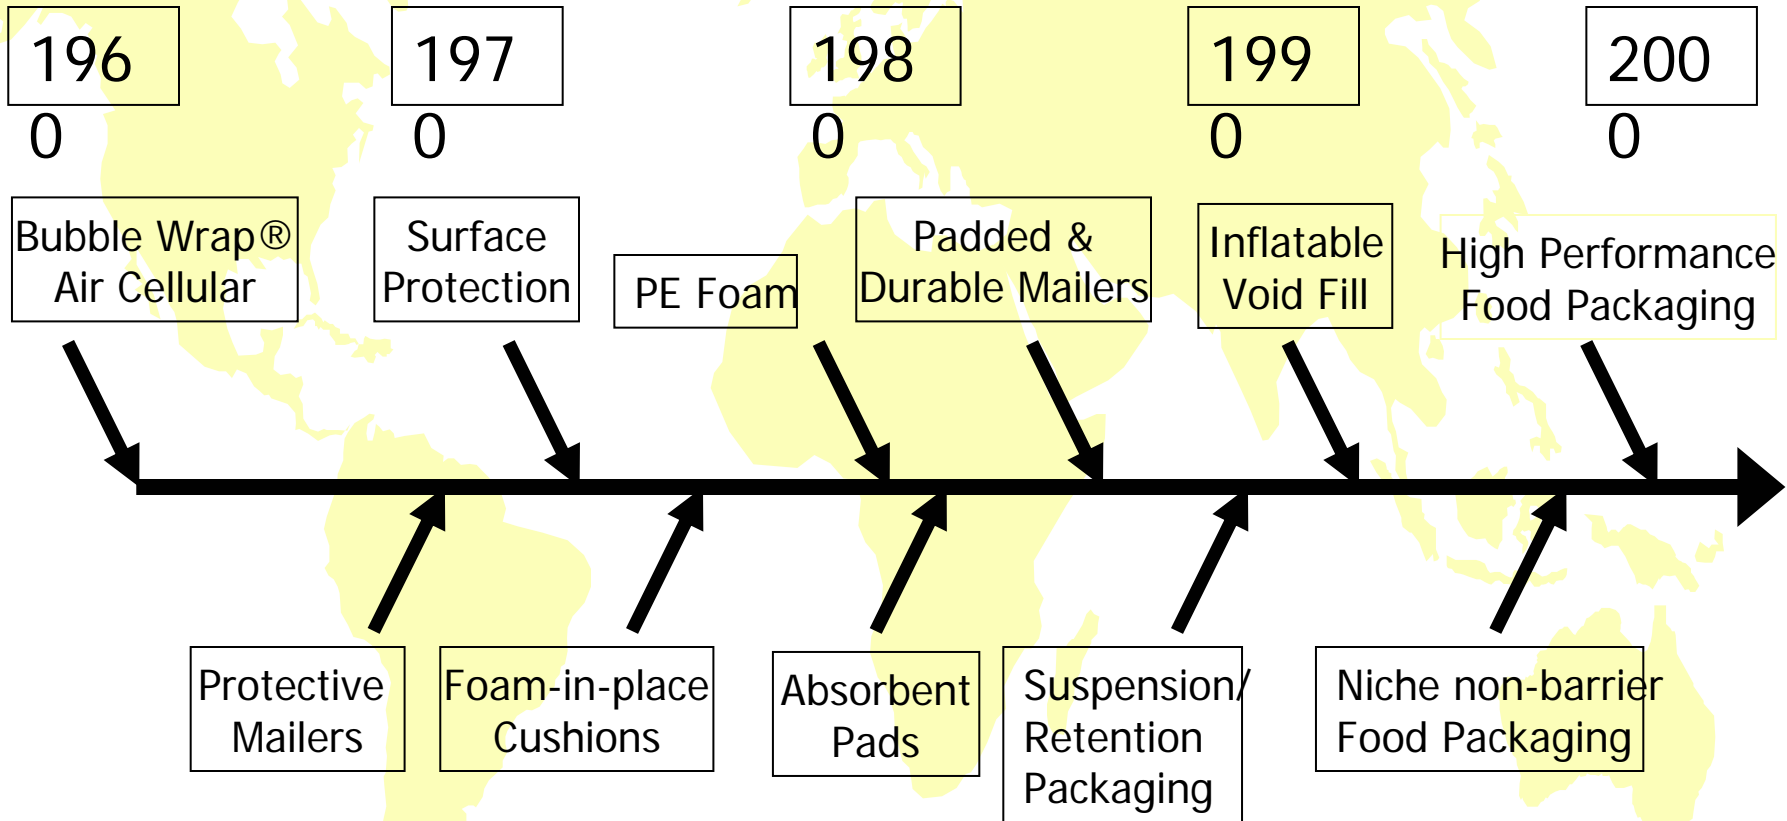 196
0
197
0
198
0
199
0
200
0
Bubble Wrap®
Air Cellular
Surface
Protection
PE Foam
Padded &
Durable Mailers
Inflatable
Void Fill
High Performance
Food Packaging
Protective
Mailers
Foam-in-place
Cushions
Absorbent
Pads
Suspension/
Retention
Packaging
Niche non-barrier
Food Packaging